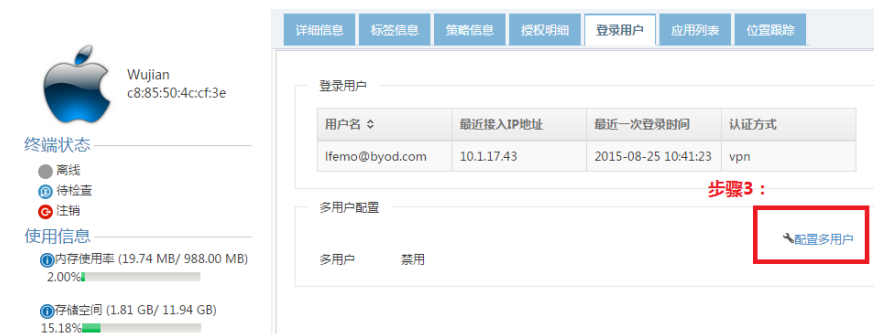 详细信息 标签信息 策略信息 授权明细 登录用户 应用列表 位置跟踪
Wujian
c8:85:50:4c:cf:3e
终端状态
离线
待检查
注销
使用信息
内存使用率 (19.74 MB/ 988.00 MB)
2.00%
存储空间 (1.81 GB/ 11.94 GB)
15.18%
登录用户
用户名 最近接入IP地址 最近一次登录时间 认证方式
lfemo@byod.com 10.1.17.43 2015-08-25 10:41:23 vpn
步骤3：
多用户配置
配置多用户
多用户 禁用